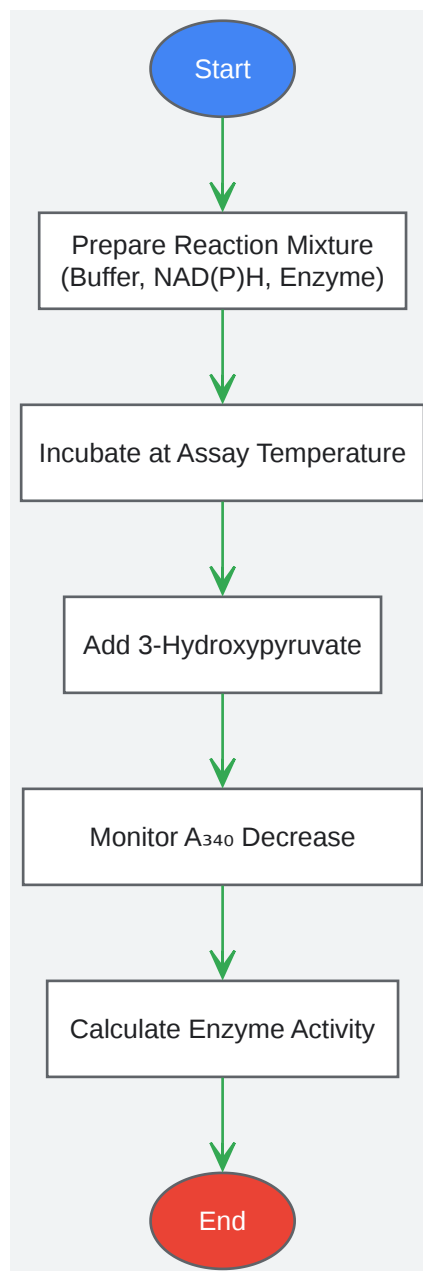 Start
Prepare Reaction Mixture
(Buffer, NAD(P)H, Enzyme)
Incubate at Assay Temperature
Add 3-Hydroxypyruvate
Monitor A₃₄₀ Decrease
Calculate Enzyme Activity
End